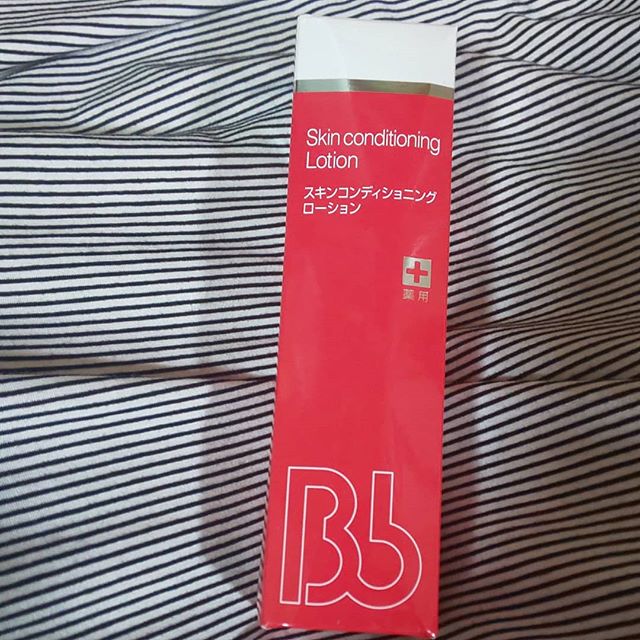 Skin conditioning
Lotion
スキンコンディショニング
ローション
薬用
Bb